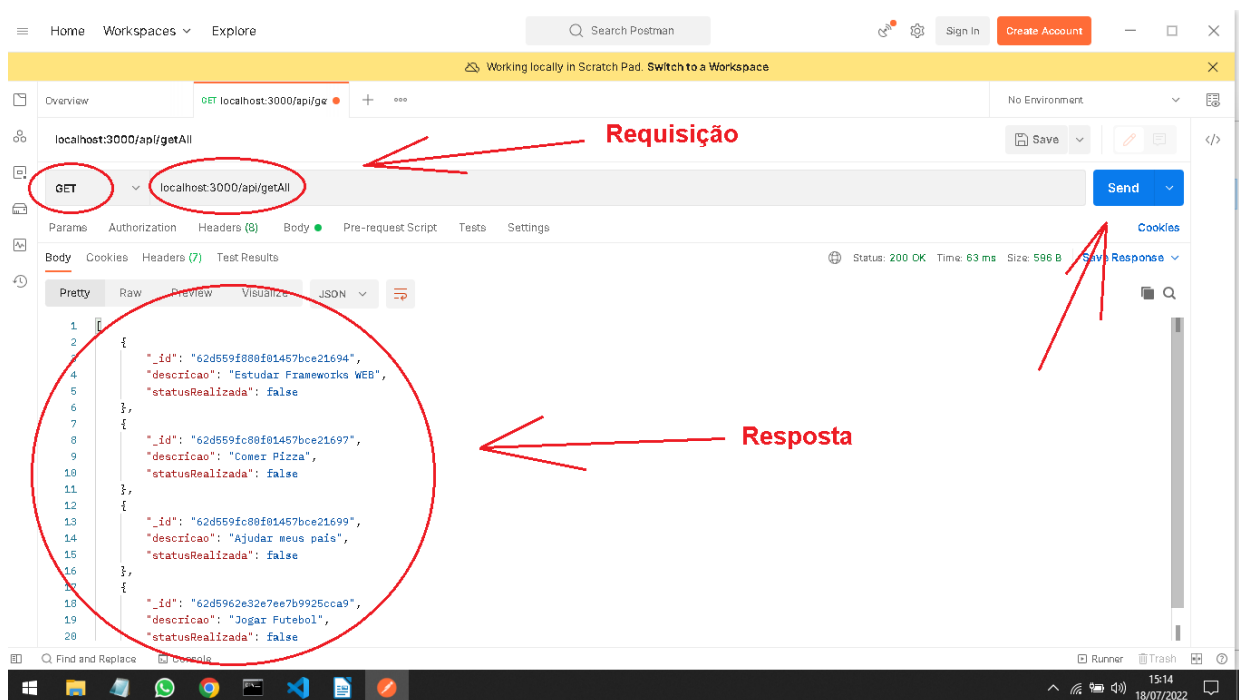 Home Workspaces Explore Search Postman Sign In Create Account
Working locally in Scratch Pad. Switch to a Workspace
Overview GET localhost:3000/api/ge No Environment
localhost:3000/api/getAll Requisição Save
GET localhost:3000/api/getAll Send
Params Authorization Headers (8) Body Pre-request Script Tests Settings Cookies
Body Cookies Headers (7) Test Results Status: 200 OK Time: 63 ms Size: 596 B Save Response
Pretty Raw Preview Visualize JSON
1 [
2 {
3 "_id": "62d559f880f01457bce21694",
4 "descricao": "Estudar Frameworks WEB",
5 "statusRealizada": false
6 },
7 {
8 "_id": "62d559fc80f01457bce21697",
9 "descricao": "Comer Pizza",
10 "statusRealizada": false
11 },
12 {
13 "_id": "62d559fc80f01457bce21699",
14 "descricao": "Ajudar meus pais",
15 "statusRealizada": false
16 },
17 {
18 "_id": "62d5962e32e7ee7b9925cca9",
19 "descricao": "Jogar Futebol",
20 "statusRealizada": false
Resposta
Find and Replace Console Runner Trash
15:14
18/07/2022